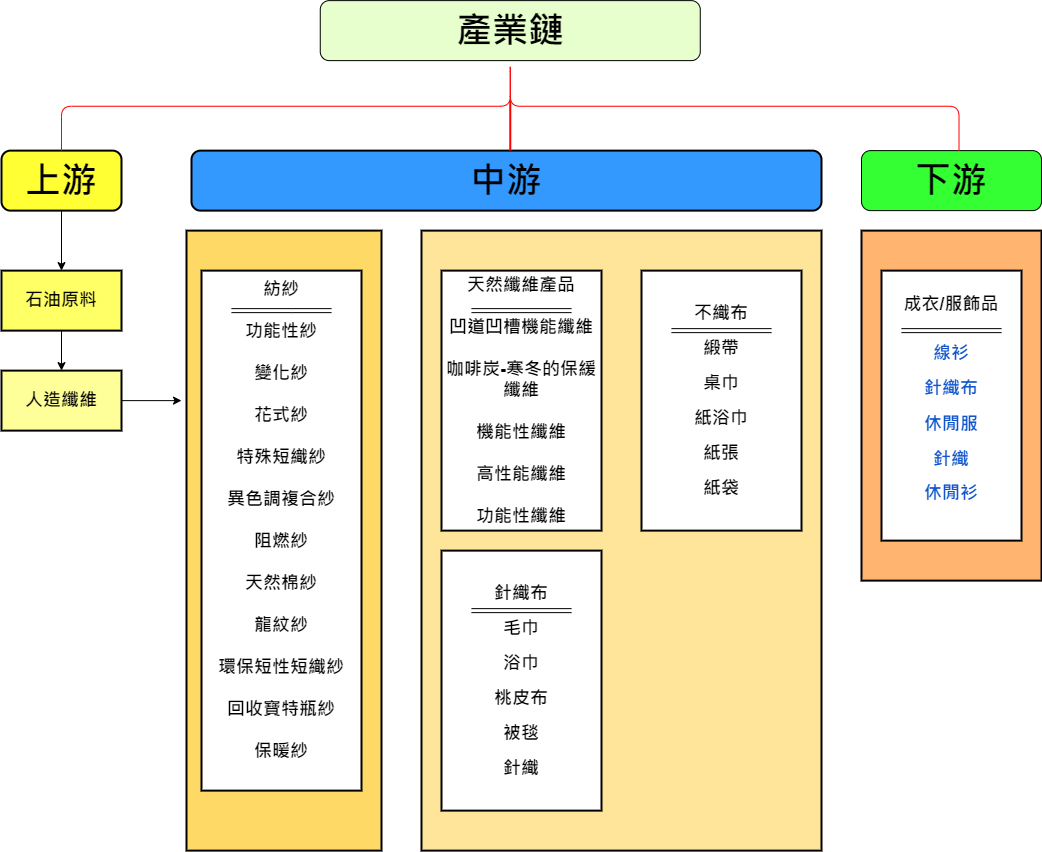 產業鏈
上游
中游
下游
石油原料
人造纖維
紡紗
功能性紗
變化紗
花式紗
特殊短織紗
異色調複合紗
阻燃紗
天然棉紗
龍紋紗
環保短性短織紗
回收寶特瓶紗
保暖紗
天然纖維產品
凹道凹槽機能纖維
咖啡炭-寒冬的保緩
纖維
機能性纖維
高性能纖維
功能性纖維
不織布
緞帶
桌巾
紙浴巾
紙張
紙袋
針織布
毛巾
浴巾
桃皮布
被毯
針織
成衣/服飾品
線衫
針織布
休閒服
針織
休閒衫